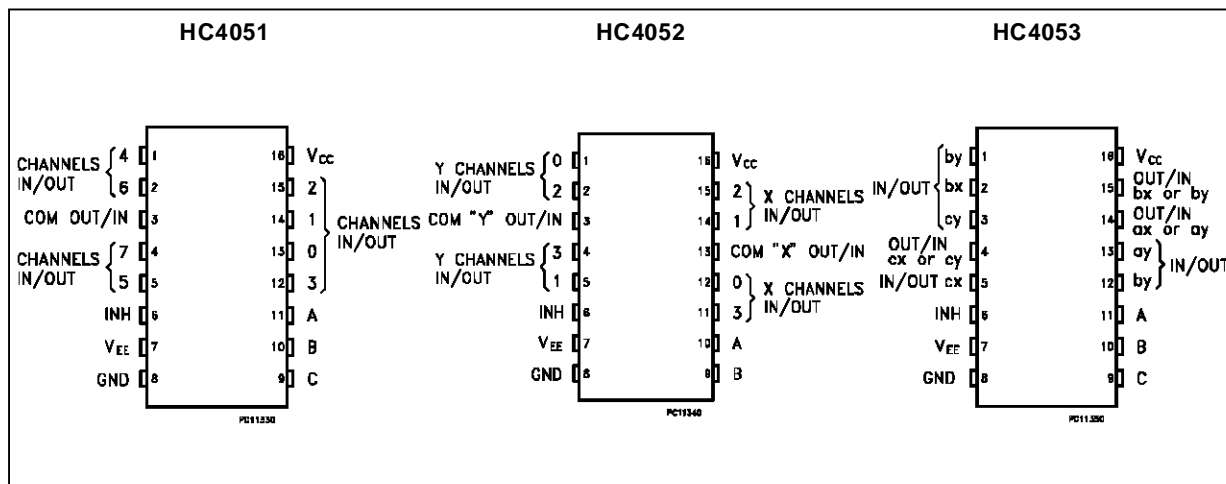 HC4051
CHANNELS IN/OUT
4 1
6 2
COM OUT/IN 3
CHANNELS IN/OUT
7 4
5 5
INH 6
VEE 7
GND 8
16 VCC
15 2
14 1
13 0
12 3
CHANNELS IN/OUT
11 A
10 B
9 C
PC11330
HC4052
Y CHANNELS IN/OUT
0 1
2 2
COM "Y" OUT/IN 3
Y CHANNELS IN/OUT
3 4
1 5
INH 6
VEE 7
GND 8
16 VCC
15 2
14 1
X CHANNELS IN/OUT
13 COM "X" OUT/IN
12 0
11 3
X CHANNELS IN/OUT
10 A
9 B
PC11340
HC4053
IN/OUT
by 1
bx 2
cy 3
OUT/IN cx or cy 4
IN/OUT cx 5
INH 6
VEE 7
GND 8
16 VCC
15 OUT/IN bx or by
14 OUT/IN ax or ay
13 ay
12 by
IN/OUT
11 A
10 B
9 C
PC11350